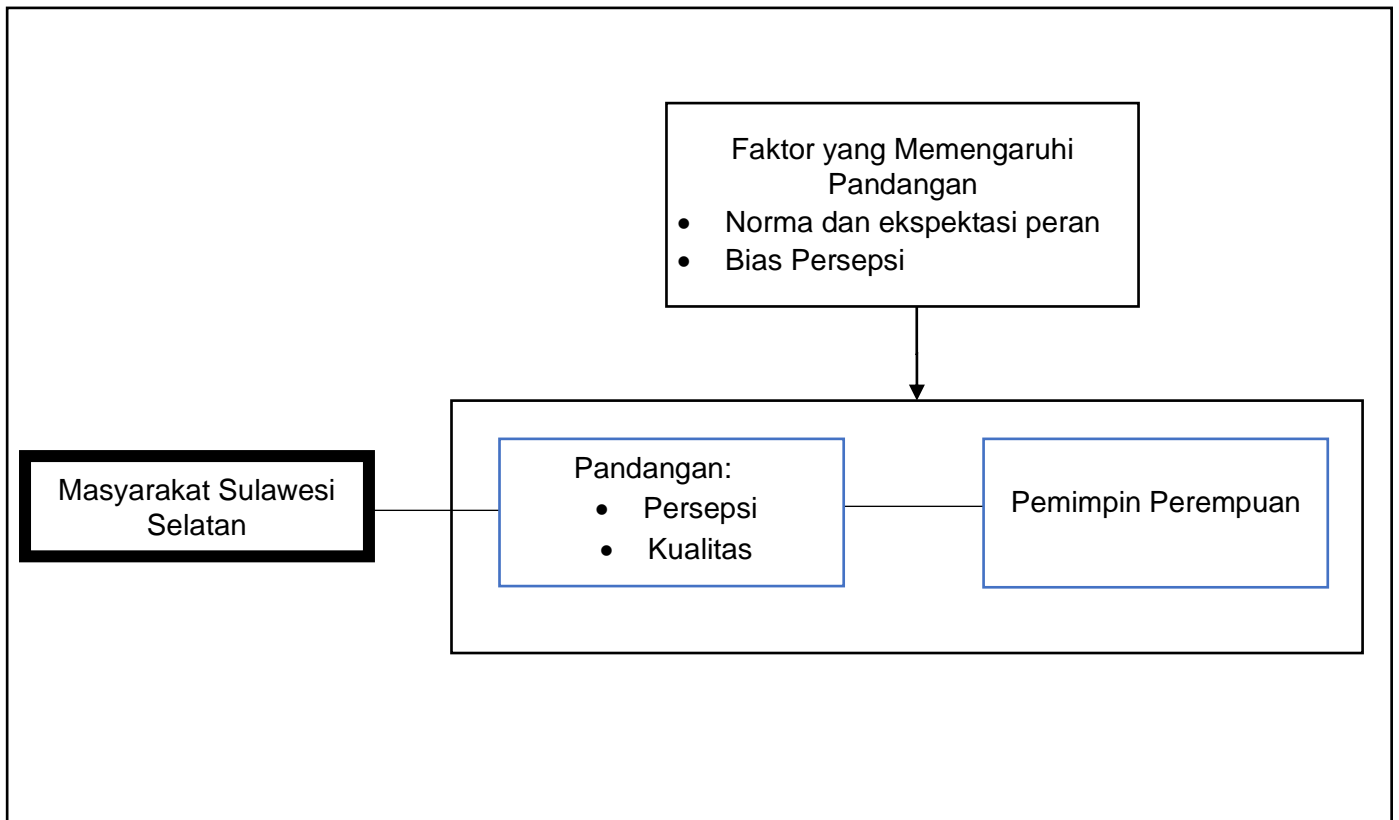 Faktor yang Memengaruhi
Pandangan
• Norma dan ekspektasi peran
• Bias Persepsi
Masyarakat Sulawesi
Selatan
Pandangan:
• Persepsi
• Kualitas
Pemimpin Perempuan